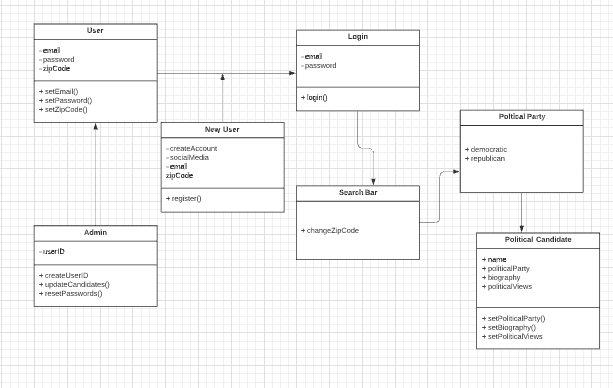 User
-email
-password
-zipCode
+ setEmail()
+ setPassword()
+ setZipCode()
Login
-email
-password
+ login()
New User
-createAccount
-socialMedia
-email
zipCode
+ register()
Admin
-userID
+ createUserID
+ updateCandidates()
+ resetPasswords()
Search Bar
+ changeZipCode
Political Party
+ democratic
+ republican
Political Candidate
+ name
+ politicalParty
+ biography
+ politicalViews
+ setPoliticalParty()
+ setBiography()
+ setPoliticalViews